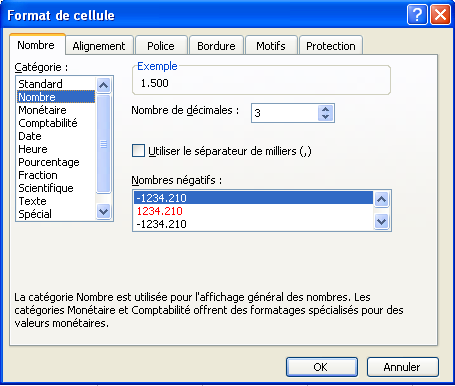 Format de cellule
Nombre Alignement Police Bordure Motifs Protection
Catégorie :
Standard
Nombre
Monétaire
Comptabilité
Date
Heure
Pourcentage
Fraction
Scientifique
Texte
Spécial
Exemple
1.500
Nombre de décimales : 3
Utiliser le séparateur de milliers (,)
Nombres négatifs :
-1234.210
1234.210
-1234.210
La catégorie Nombre est utilisée pour l'affichage général des nombres. Les
catégories Monétaire et Comptabilité offrent des formatages spécialisés pour des
valeurs monétaires.
OK Annuler